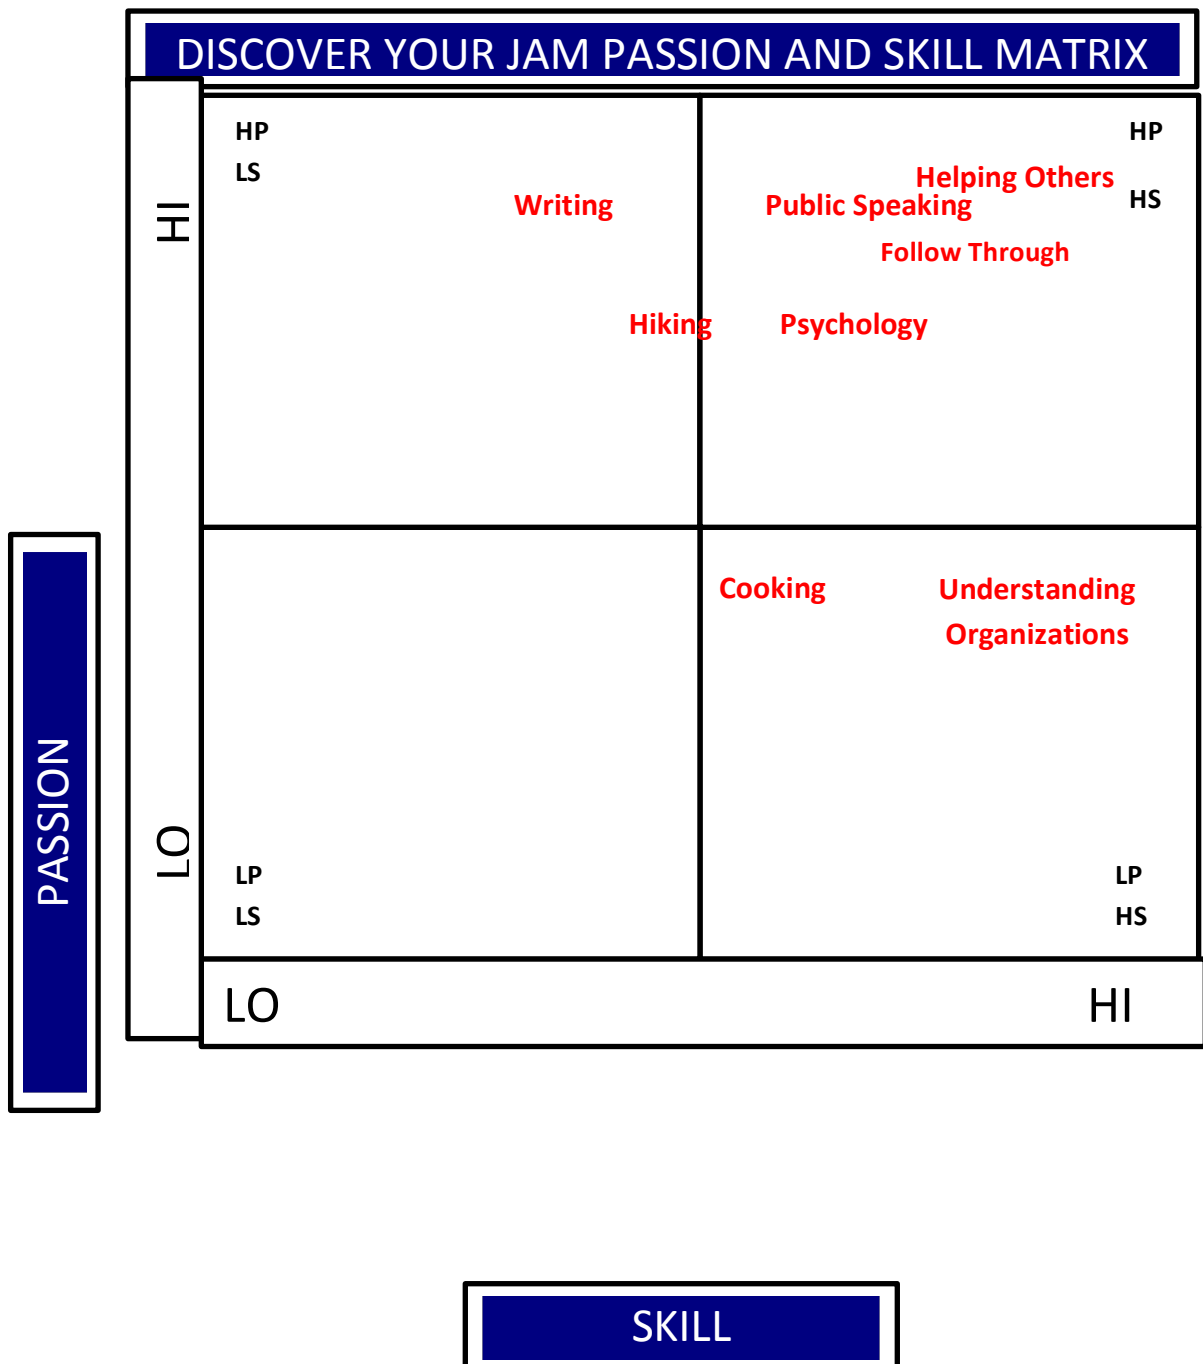 DISCOVER YOUR JAM PASSION AND SKILL MATRIX
HI
HP
LS
HP
HS
Helping Others
Writing
Public Speaking
Follow Through
Hiking
Psychology
Cooking
Understanding
Organizations
PASSION
LO
LP
LS
LP
HS
LO
HI
SKILL